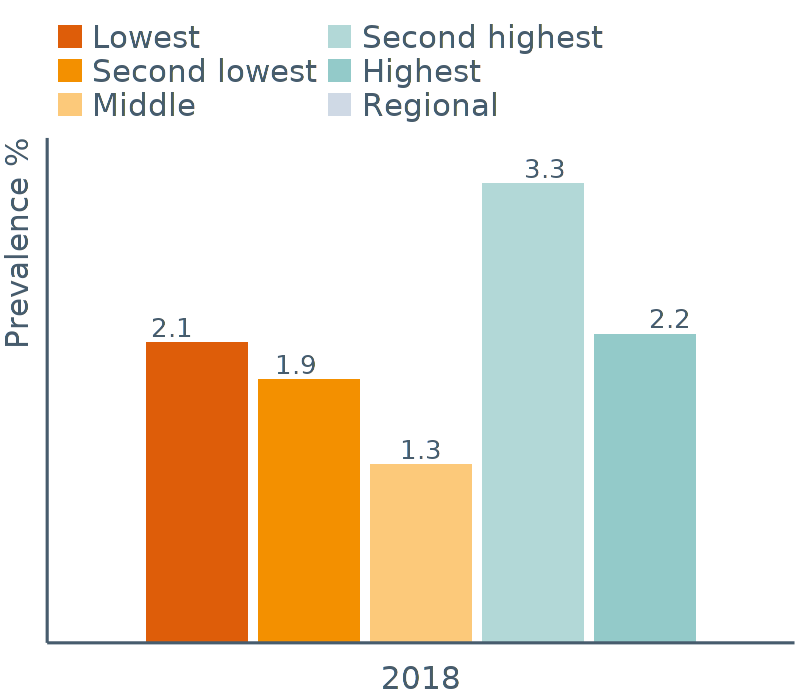 Lowest
Second lowest
Middle
Second highest
Highest
Regional
Prevalence %
2.1
1.9
1.3
3.3
2.2
2018